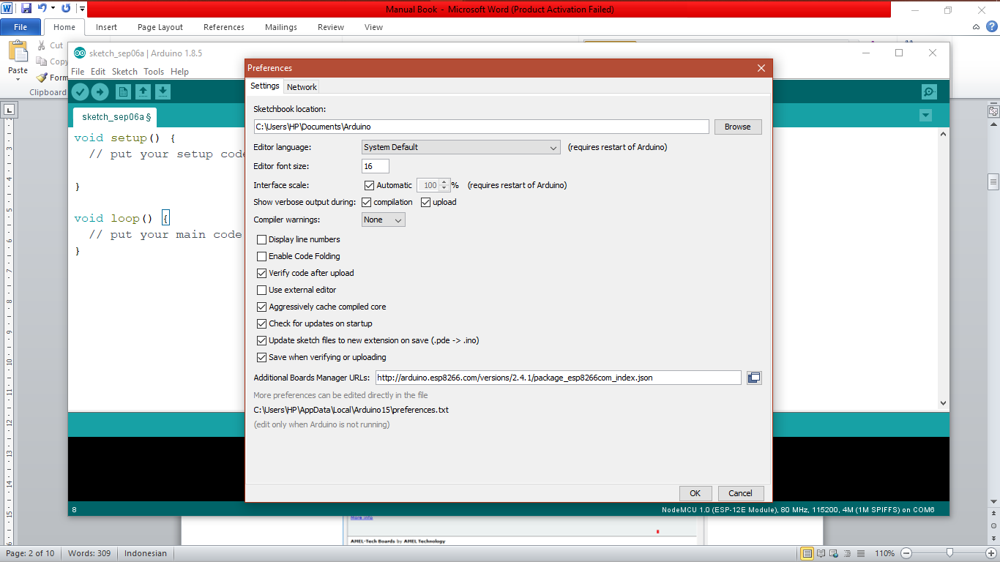 Manual Book - Microsoft Word (Product Activation Failed)
File Home Insert Page Layout References Mailings Review View
Cut
Copy
Paste
Form
Clipboard
sketch_sep06a | Arduino 1.8.5
File Edit Sketch Tools Help
sketch_sep06a §
void setup() {
// put your setup code
}
void loop() {
// put your main code
}
Preferences
Settings Network
Sketchbook location:
C:\Users\HP\Documents\Arduino Browse
Editor language: System Default (requires restart of Arduino)
Editor font size: 16
Interface scale: Automatic 100 % (requires restart of Arduino)
Show verbose output during: compilation upload
Compiler warnings: None
Display line numbers
Enable Code Folding
Verify code after upload
Use external editor
Aggressively cache compiled core
Check for updates on startup
Update sketch files to new extension on save (.pde -> .ino)
Save when verifying or uploading
Additional Boards Manager URLs: http://arduino.esp8266.com/versions/2.4.1/package_esp8266com_index.json
More preferences can be edited directly in the file
C:\Users\HP\AppData\Local\Arduino15\preferences.txt
(edit only when Arduino is not running)
OK Cancel
8 NodeMCU 1.0 (ESP-12E Module), 80 MHz, 115200, 4M (1M SPIFFS) on COM6
More info
AMEL-Tech Boards by AMEL Technology
Page: 2 of 10 Words: 309 Indonesian 110%